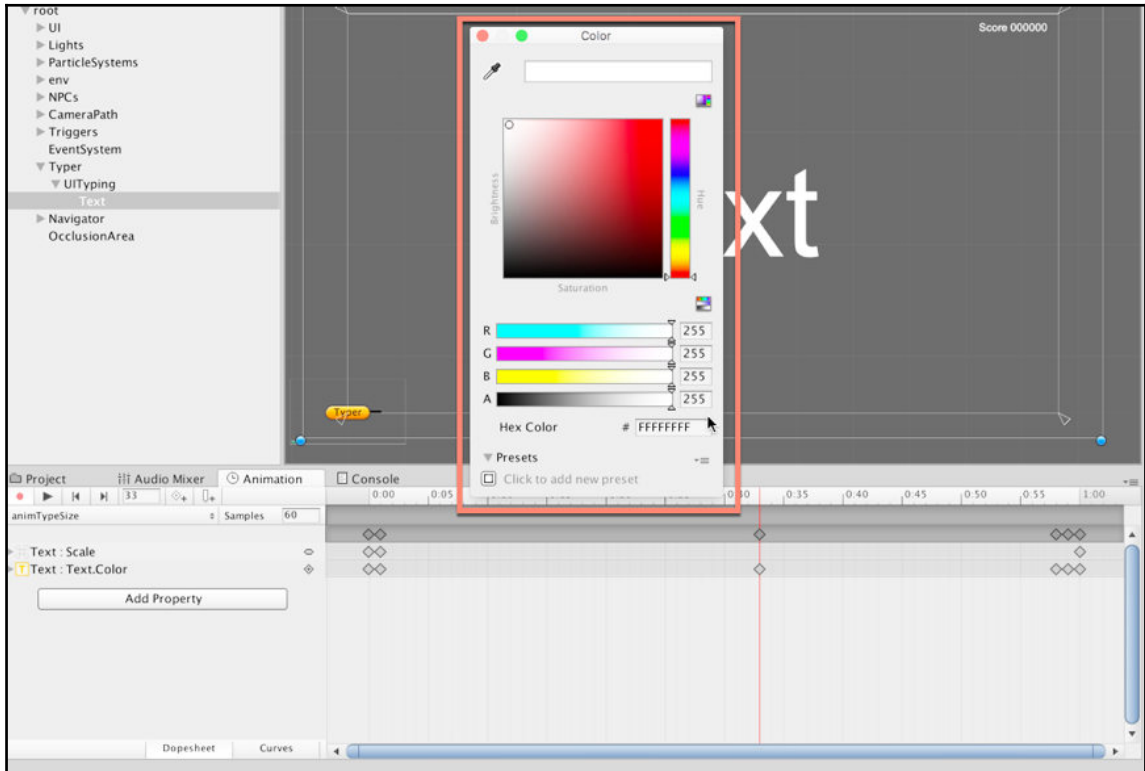 root
UI
Lights
ParticleSystems
env
NPCs
CameraPath
Triggers
EventSystem
Typer
UITyping
Text
Navigator
OcclusionArea
Score 000000
xt
Typer
Color
Brightness
Hue
Saturation
R 255
G 255
B 255
A 255
Hex Color # FFFFFFFF
Presets
Click to add new preset
Project Audio Mixer Animation Console
33 0:00 0:05 0:30 0:35 0:40 0:45 0:50 0:55 1:00
animTypeSize Samples 60
Text : Scale
Text : Text.Color
Add Property
Dopesheet Curves